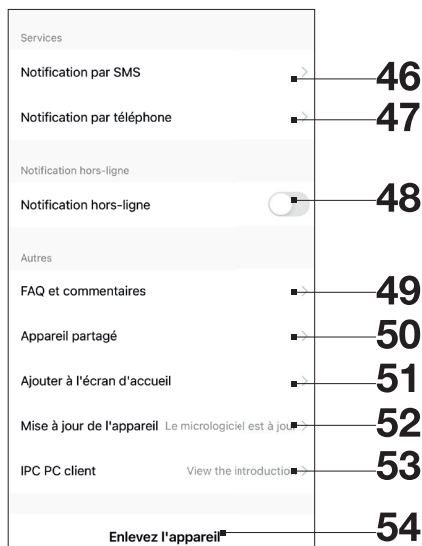 Services
Notification par SMS 46
Notification par téléphone 47
Notification hors-ligne
Notification hors-ligne 48
Autres
FAQ et commentaires 49
Appareil partagé 50
Ajouter à l'écran d'accueil 51
Mise à jour de l'appareil Le micrologiciel est à jour 52
IPC PC client View the introduction 53
Enlevez l'appareil 54